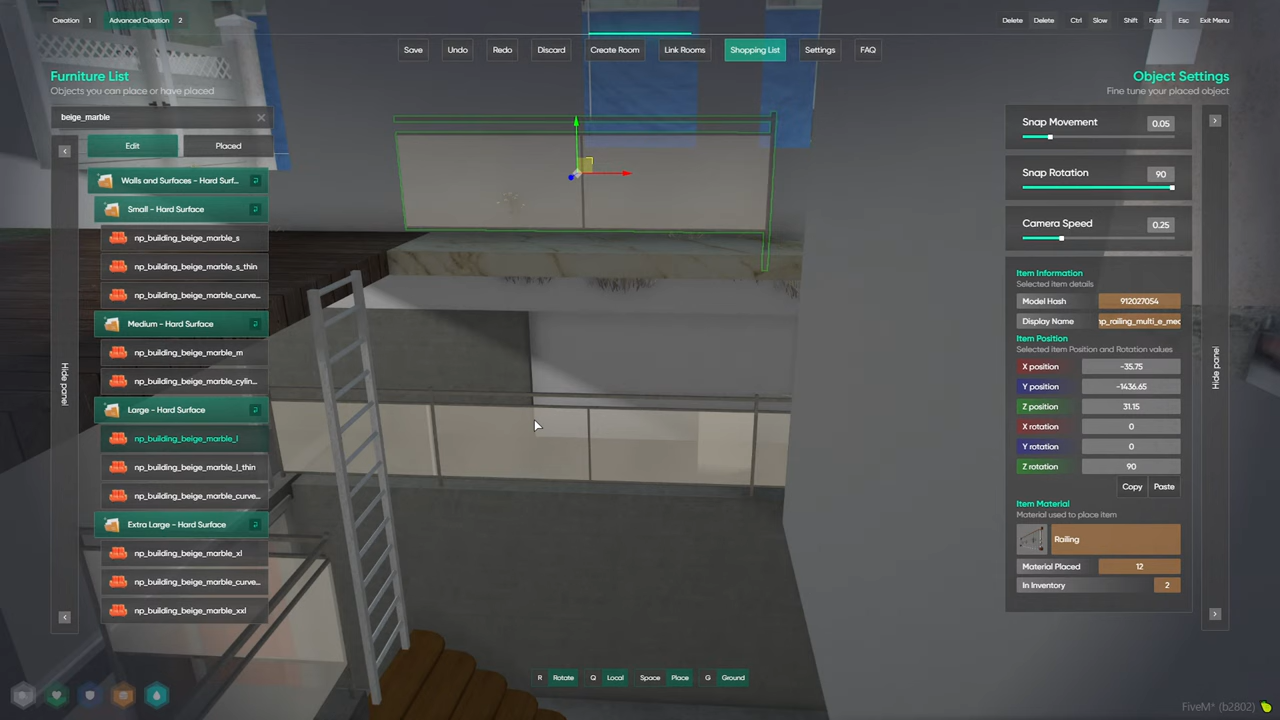 Creation 1 Advanced Creation 2
Delete Delete Ctrl Slow Shift Fast Esc Exit Menu
Save Undo Redo Discard Create Room Link Rooms Shopping List Settings FAQ
Furniture List
Objects you can place or have placed
beige_marble
Edit Placed
Walls and Surfaces - Hard Surf...
Small - Hard Surface
np_building_beige_marble_s
np_building_beige_marble_s_thin
np_building_beige_marble_curve...
Medium - Hard Surface
np_building_beige_marble_m
np_building_beige_marble_cylin...
Large - Hard Surface
np_building_beige_marble_l
np_building_beige_marble_l_thin
np_building_beige_marble_curve...
Extra Large - Hard Surface
np_building_beige_marble_xl
np_building_beige_marble_curve...
np_building_beige_marble_xxl
Hide panel
Object Settings
Fine tune your placed object
Snap Movement 0.05
Snap Rotation 90
Camera Speed 0.25
Item Information
Selected item details
Model Hash 912027054
Display Name np_railing_multi_e_med
Item Position
Selected item Position and Rotation values
X position -35.75
Y position -1436.65
Z position 31.15
X rotation 0
Y rotation 0
Z rotation 90
Copy Paste
Item Material
Material used to place item
Railing
Material Placed 12
In Inventory 2
Hide panel
R Rotate Q Local Space Place G Ground
FiveM* (b2802)